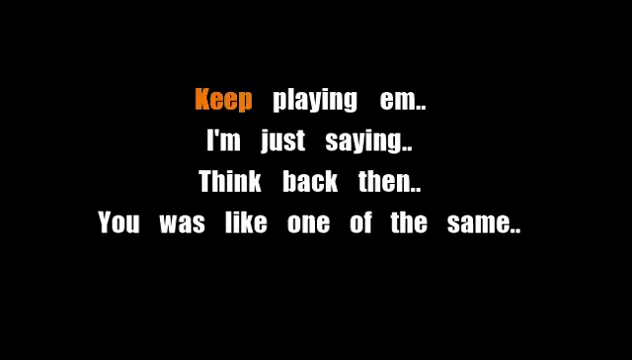 Keep playing em..
I'm just saying..
Think back then..
You was like one of the same..